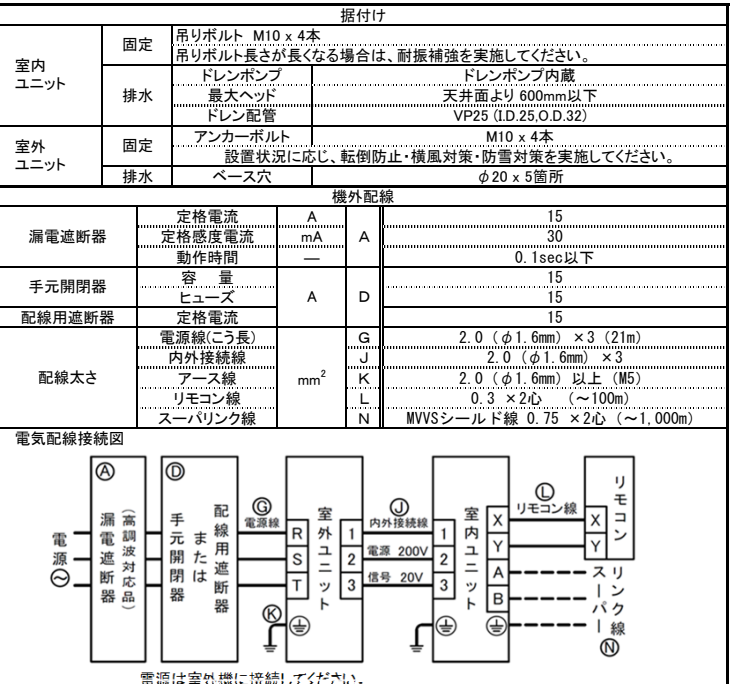 据付け
室内
ユニット
固定
吊りボルト M10 x 4本
吊りボルト長さが長くなる場合は、耐振補強を実施してください。
排水
ドレンポンプ ドレンポンプ内蔵
最大ヘッド 天井面より 600mm以下
ドレン配管 VP25 (I.D.25,O.D.32)
室外
ユニット
固定
アンカーボルト M10 x 4本
設置状況に応じ、転倒防止・横風対策・防雪対策を実施してください。
排水 ベース穴 φ20 x 5箇所
機外配線
漏電遮断器
定格電流 A 15
定格感度電流 mA A 30
動作時間 — 0.1sec以下
手元開閉器
容 量 15
ヒューズ A D 15
配線用遮断器 定格電流 15
配線太さ
mm²
電源線(こう長) G 2.0 (φ1.6mm) ×3 (21m)
内外接続線 J 2.0 (φ1.6mm) ×3
アース線 K 2.0 (φ1.6mm) 以上 (M5)
リモコン線 L 0.3 ×2心 (~100m)
スーパリンク線 N MVVSシールド線 0.75 ×2心 (~1,000m)
電気配線接続図
電源
Ⓐ
漏電遮断器
(高調波対応品)
Ⓓ
手元開閉器
または
配線用遮断器
Ⓖ
電源線
R
S
T
Ⓚ
室外ユニット
1
2
3
Ⓙ
内外接続線
電源 200V
信号 20V
1
2
3
室内ユニット
X
Y
A
B
Ⓛ
リモコン線
X
Y
リモコン
スーパー
リンク線
Ⓝ
電源は室外機に接続してください。